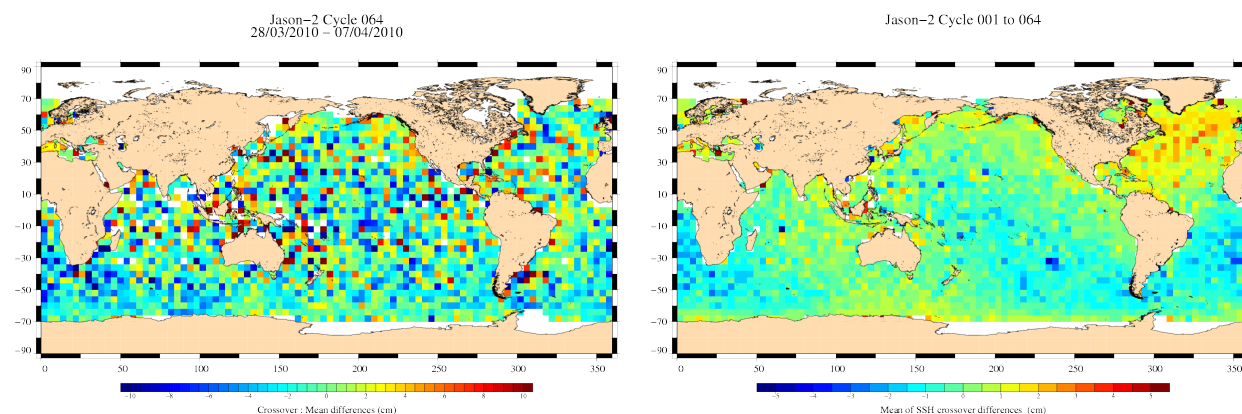 Jason−2 Cycle 064
28/03/2010 − 07/04/2010
90
70
50
30
10
−10
−30
−50
−70
−90
0 50 100 150 200 250 300 350
−10 −8 −6 −4 −2 0 2 4 6 8 10
Crossover : Mean differences (cm)
Jason−2 Cycle 001 to 064
90
70
50
30
10
−10
−30
−50
−70
−90
0 50 100 150 200 250 300 350
−5 −4 −3 −2 −1 0 1 2 3 4 5
Mean of SSH crossover differences (cm)